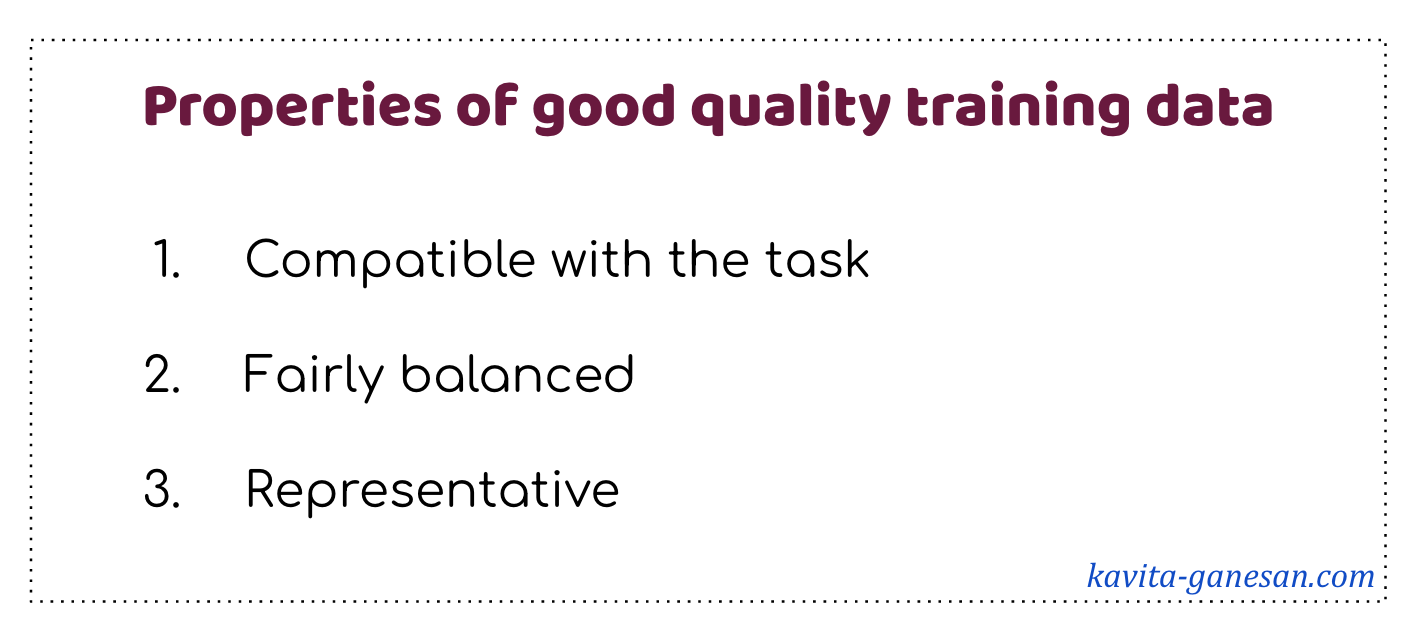 Properties of good quality training data
1. Compatible with the task
2. Fairly balanced
3. Representative
kavita-ganesan.com